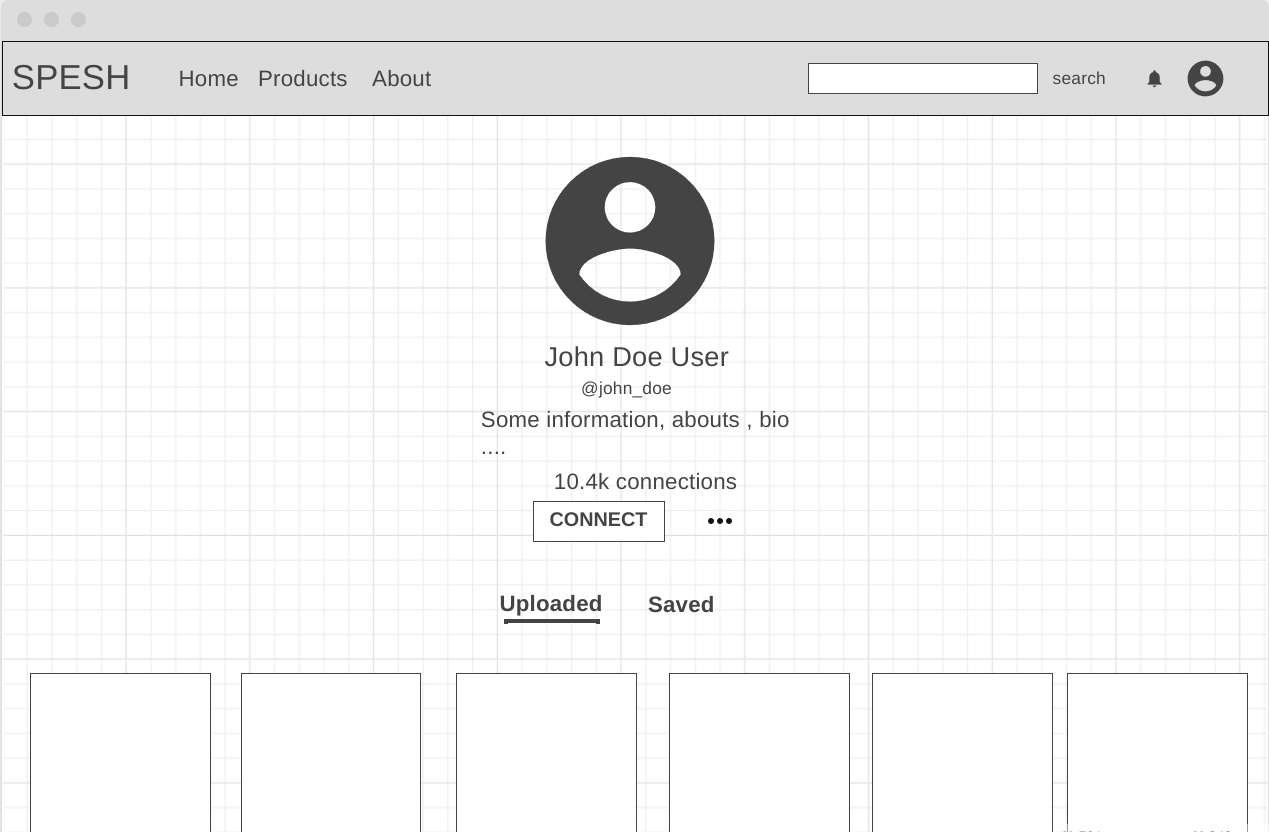 SPESH Home Products About search
John Doe User
@john_doe
Some information, abouts , bio
....
10.4k connections
CONNECT
Uploaded Saved